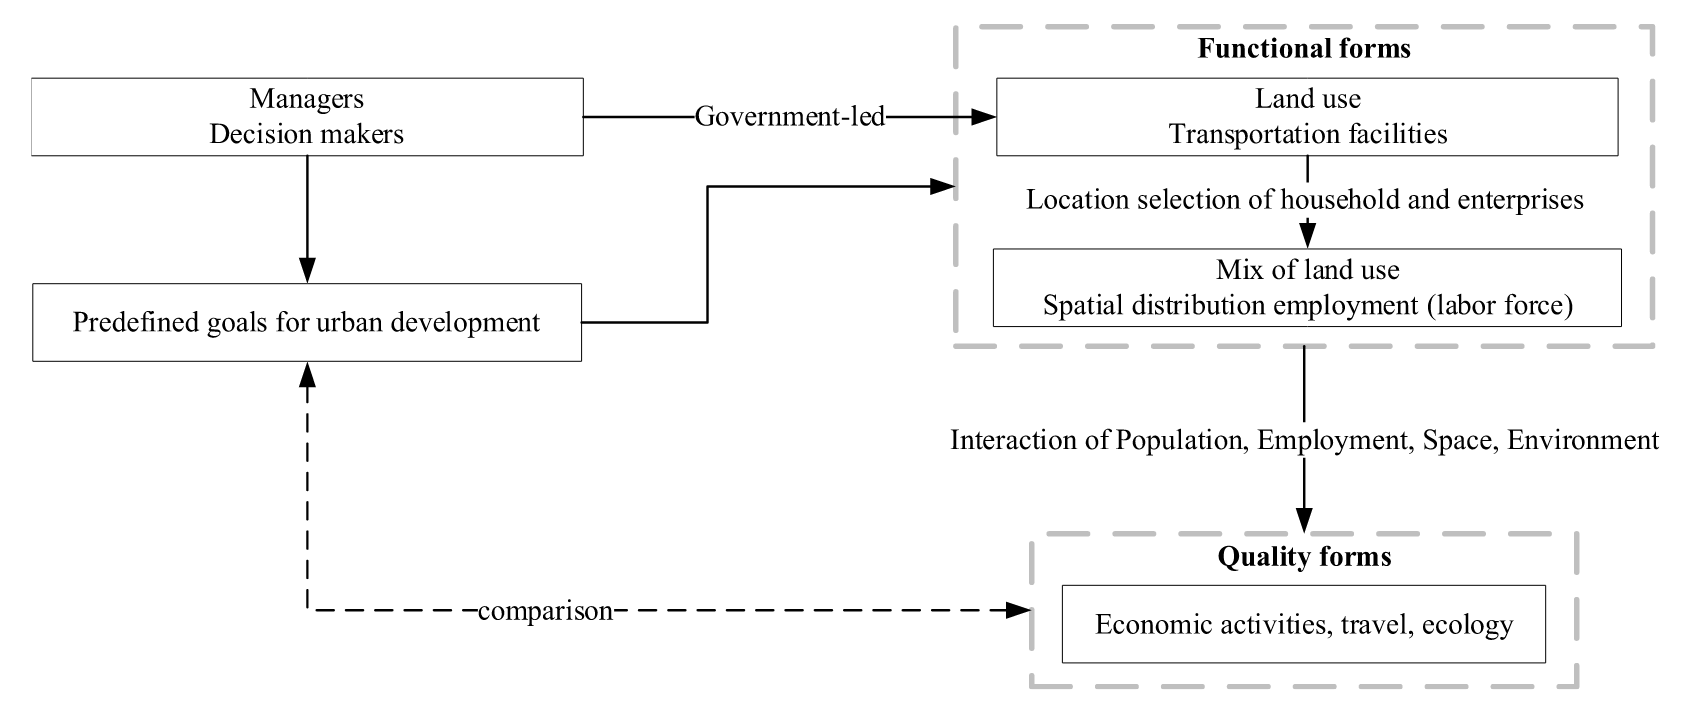 Functional forms
Managers
Decision makers
Government-led
Land use
Transportation facilities
Location selection of household and enterprises
Mix of land use
Spatial distribution employment (labor force)
Predefined goals for urban development
Interaction of Population, Employment, Space, Environment
Quality forms
comparison
Economic activities, travel, ecology